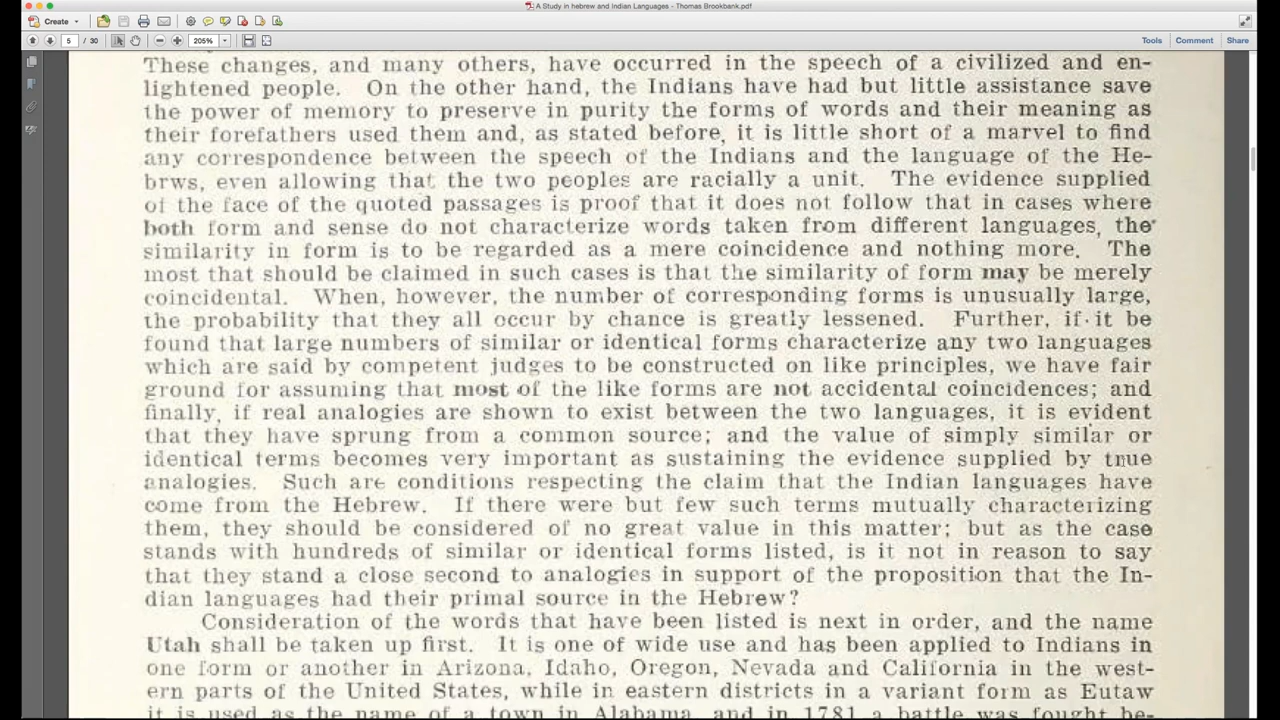 A Study in hebrew and Indian Languages - Thomas Brookbank.pdf
Create
5 / 30 205% Tools Comment Share
These changes, and many others, have occurred in the speech of a civilized and en-
lightened people. On the other hand, the Indians have had but little assistance save
the power of memory to preserve in purity the forms of words and their meaning as
their forefathers used them and, as stated before, it is little short of a marvel to find
any correspondence between the speech of the Indians and the language of the He-
brws, even allowing that the two peoples are racially a unit. The evidence supplied
of the face of the quoted passages is proof that it does not follow that in cases where
both form and sense do not characterize words taken from different languages, the
similarity in form is to be regarded as a mere coincidence and nothing more. The
most that should be claimed in such cases is that the similarity of form may be merely
coincidental. When, however, the number of corresponding forms is unusually large,
the probability that they all occur by chance is greatly lessened. Further, if it be
found that large numbers of similar or identical forms characterize any two languages
which are said by competent judges to be constructed on like principles, we have fair
ground for assuming that most of the like forms are not accidental coincidences; and
finally, if real analogies are shown to exist between the two languages, it is evident
that they have sprung from a common source; and the value of simply similar or
identical terms becomes very important as sustaining the evidence supplied by true
analogies. Such are conditions respecting the claim that the Indian languages have
come from the Hebrew. If there were but few such terms mutually characterizing
them, they should be considered of no great value in this matter; but as the case
stands with hundreds of similar or identical forms listed, is it not in reason to say
that they stand a close second to analogies in support of the proposition that the In-
dian languages had their primal source in the Hebrew?
Consideration of the words that have been listed is next in order, and the name
Utah shall be taken up first. It is one of wide use and has been applied to Indians in
one form or another in Arizona, Idaho, Oregon, Nevada and California in the west-
ern parts of the United States, while in eastern districts in a variant form as Eutaw
it is used as the name of a town in Alabama, and in 1781 a battle was fought be-